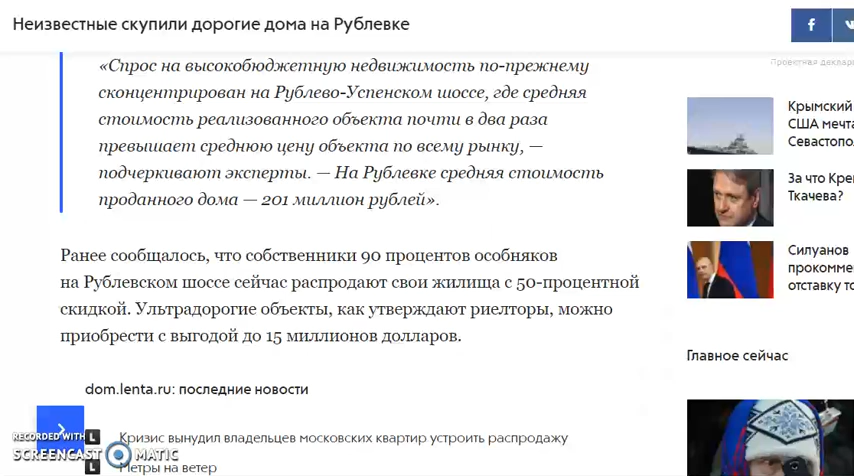 Неизвестные скупили дорогие дома на Рублевке
f
Проектная деклар
«Спрос на высокобюджетную недвижимость по-прежнему
сконцентрирован на Рублево-Успенском шоссе, где средняя
стоимость реализованного объекта почти в два раза
превышает среднюю цену объекта по всему рынку, —
подчеркивают эксперты. — На Рублевке средняя стоимость
проданного дома — 201 миллион рублей».
Ранее сообщалось, что собственники 90 процентов особняков
на Рублевском шоссе сейчас распродают свои жилища с 50-процентной
скидкой. Ультрадорогие объекты, как утверждают риелторы, можно
приобрести с выгодой до 15 миллионов долларов.
dom.lenta.ru: последние новости
L Кризис вынудил владельцев московских квартир устроить распродажу
L Метры на ветер
Крымский
США мечта
Севастопо
За что Кре
Ткачева?
Силуанов
прокомме
отставку т
Главное сейчас
RECORDED WITH
SCREENCAST MATIC